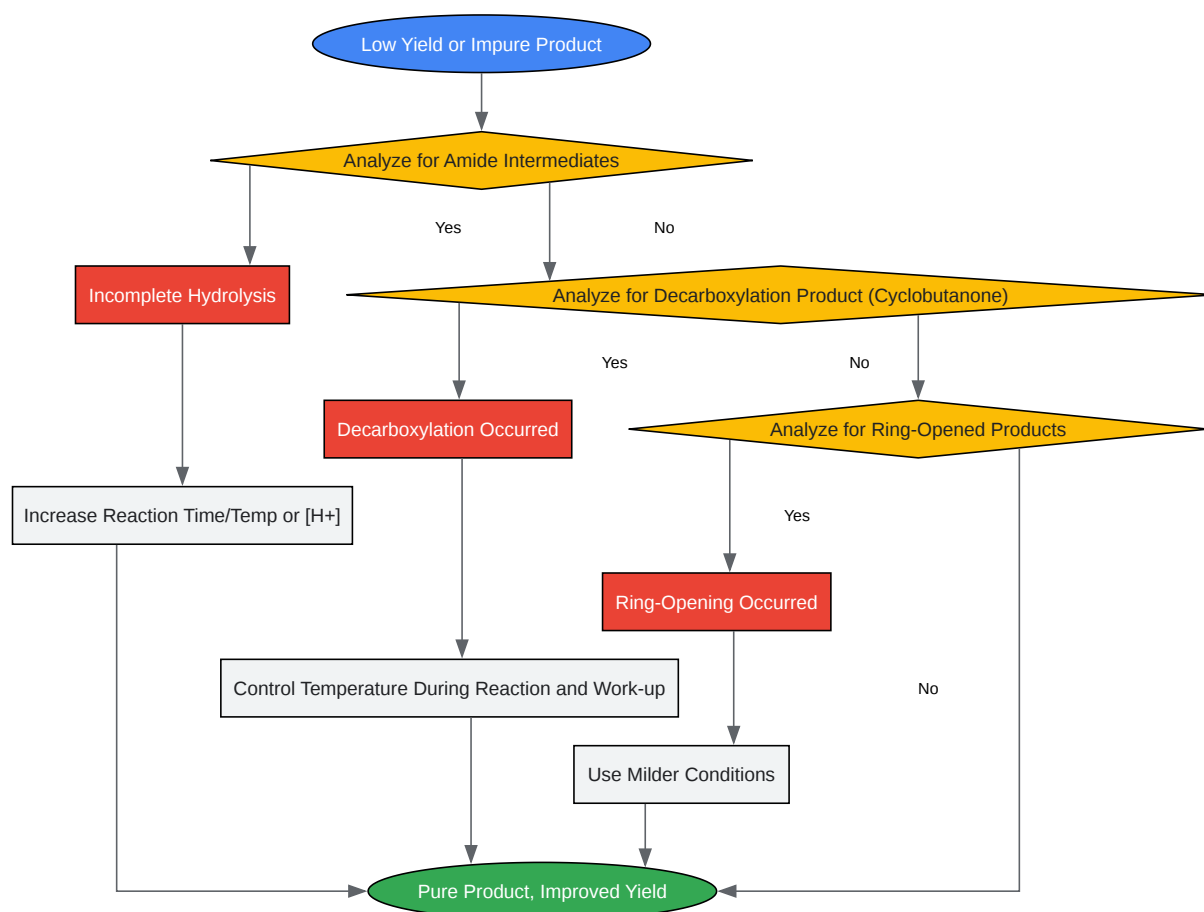 Low Yield or Impure Product
Analyze for Amide Intermediates
Yes
No
Incomplete Hydrolysis
Analyze for Decarboxylation Product (Cyclobutanone)
Yes
No
Decarboxylation Occurred
Analyze for Ring-Opened Products
Increase Reaction Time/Temp or [H+]
Yes
Ring-Opening Occurred
Control Temperature During Reaction and Work-up
No
Use Milder Conditions
Pure Product, Improved Yield